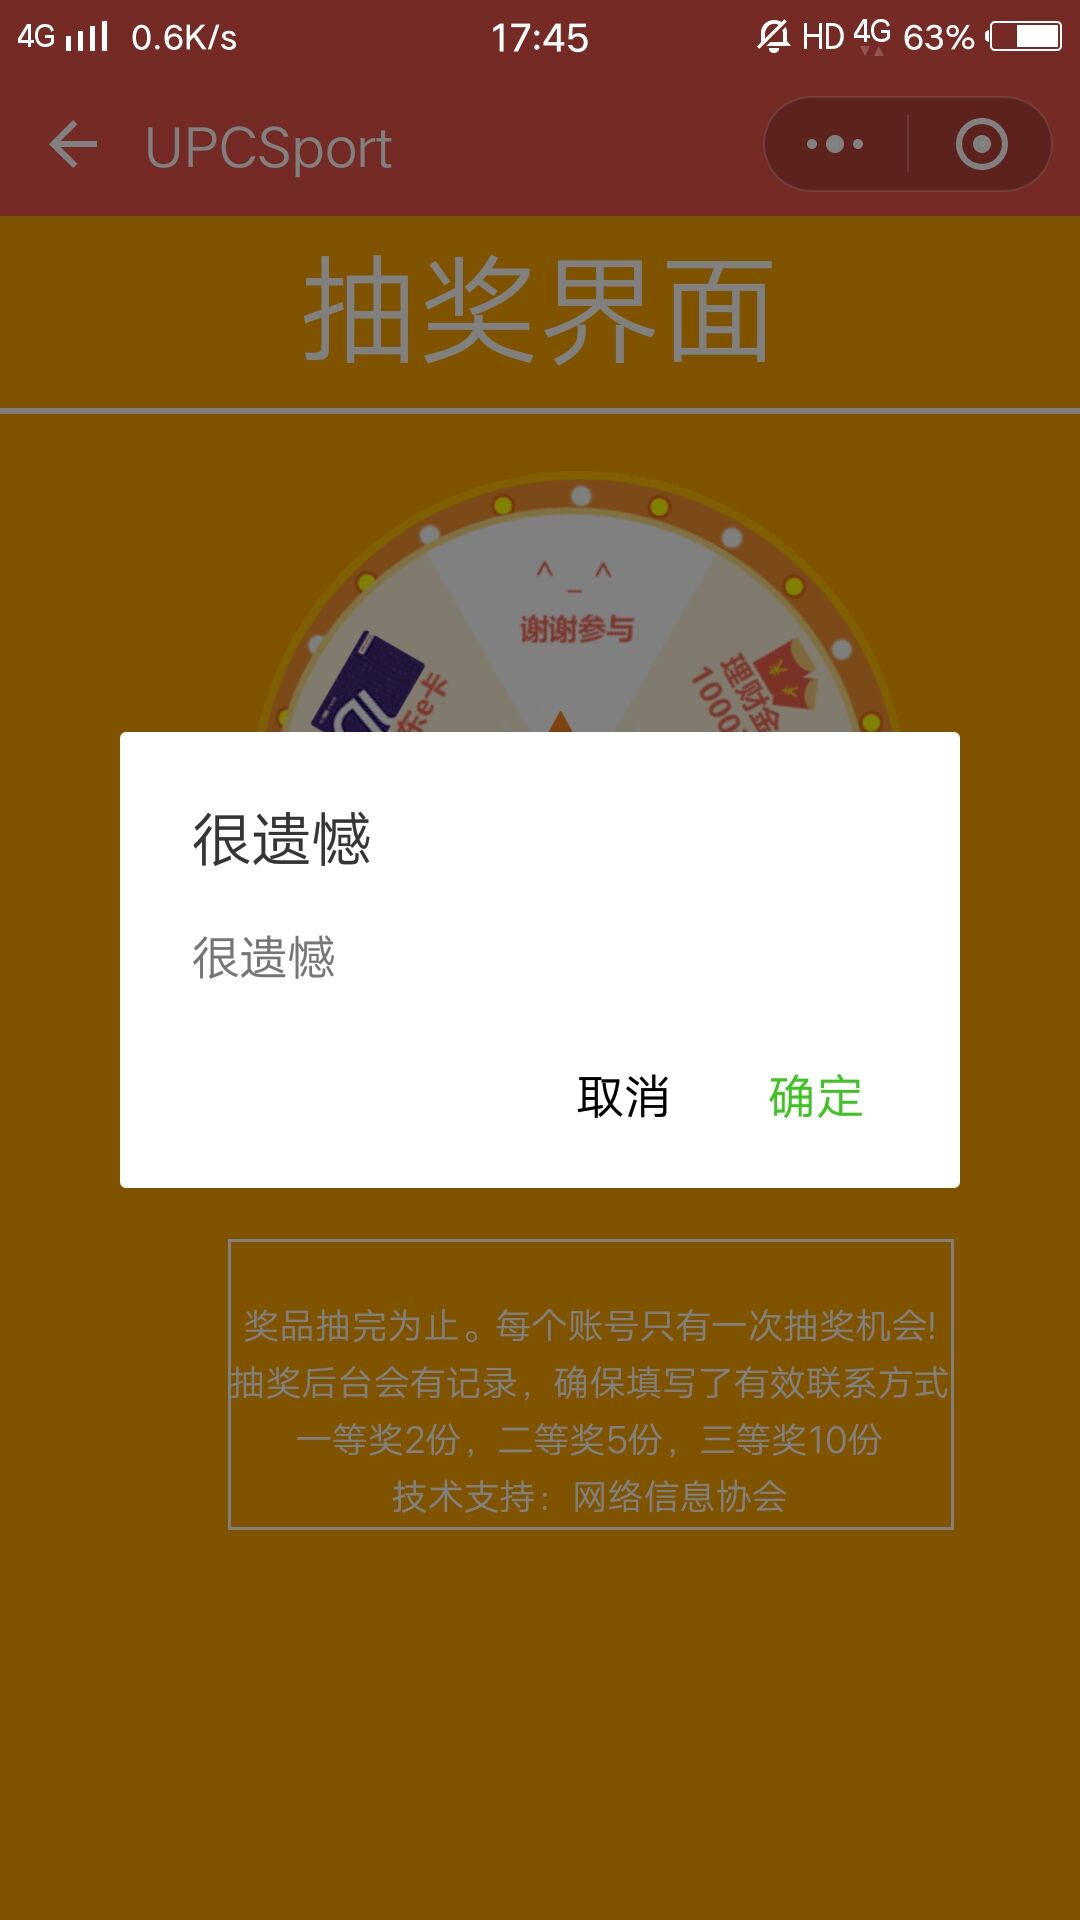 4G 0.6K/s 17:45 HD 4G 63%
UPCSport
抽奖界面
^ _ ^
谢谢参与
东e卡
理财金
1000
很遗憾
很遗憾
取消 确定
奖品抽完为止。每个账号只有一次抽奖机会!
抽奖后台会有记录，确保填写了有效联系方式
一等奖2份，二等奖5份，三等奖10份
技术支持：网络信息协会